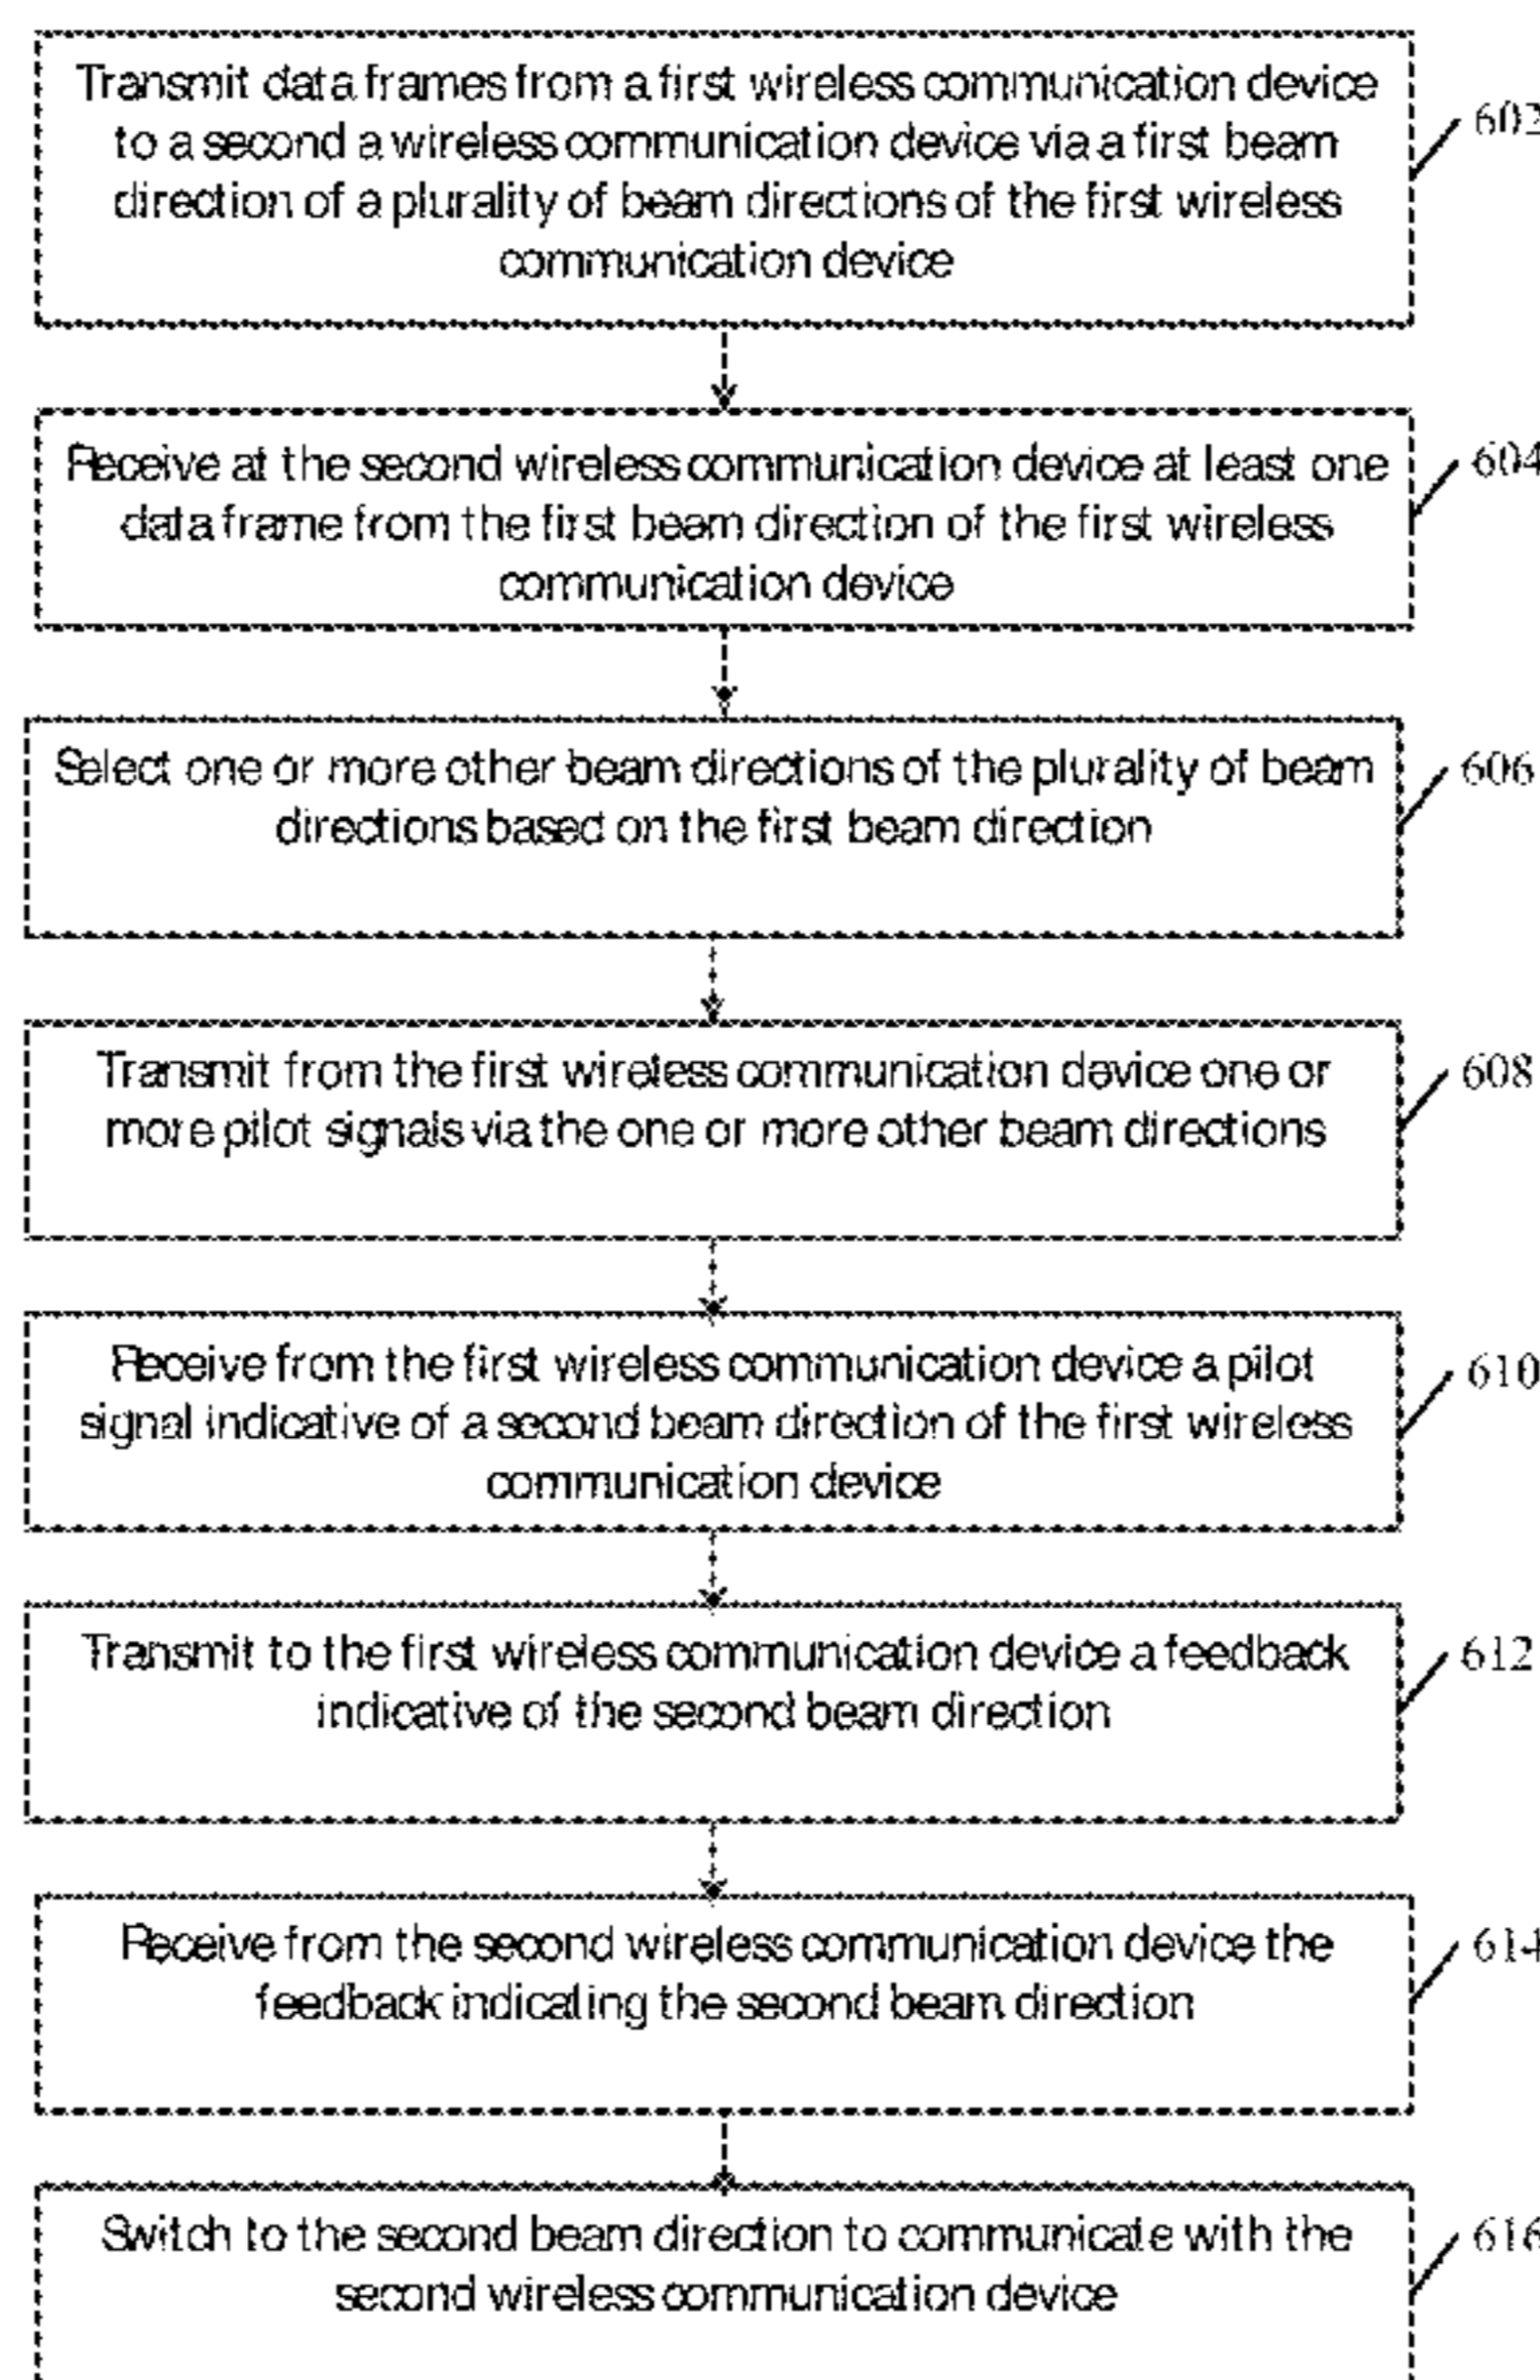 Transmit data frames from a first wireless communication device
to a second a wireless communication device via a first beam
direction of a plurality of beam directions of the first wireless
communication device
602
Receive at the second wireless communication device at least one
data frame from the first beam direction of the first wireless
communication device
604
Select one or more other beam directions of the plurality of beam
directions based on the first beam direction
606
Transmit from the first wireless communication device one or
more pilot signals via the one or more other beam directions
608
Receive from the first wireless communication device a pilot
signal indicative of a second beam direction of the first wireless
communication device
610
Transmit to the first wireless communication device a feedback
indicative of the second beam direction
612
Receive from the second wireless communication device the
feedback indicating the second beam direction
614
Switch to the second beam direction to communicate with the
second wireless communication device
616